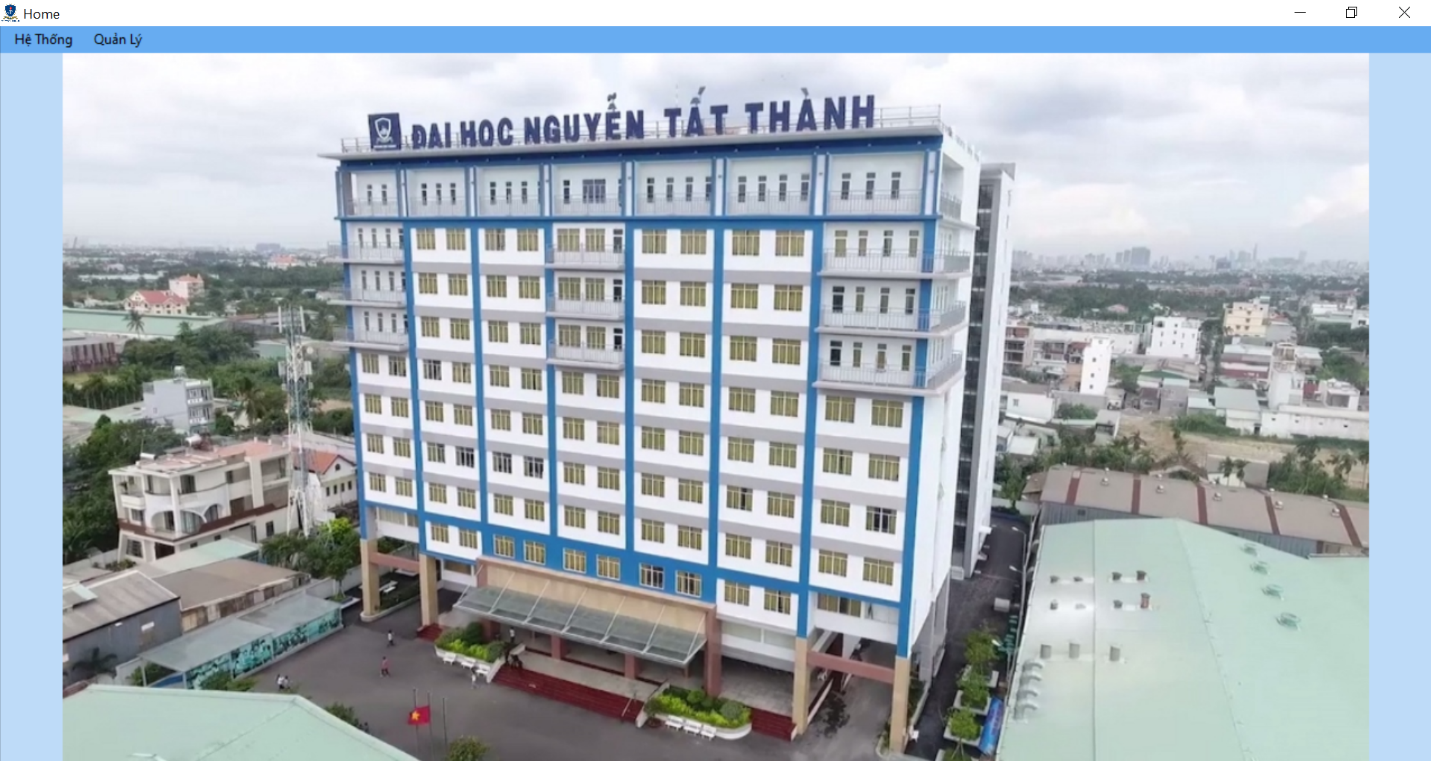 Home
Hệ Thống Quản Lý
ĐẠI HỌC NGUYỄN TẤT THÀNH